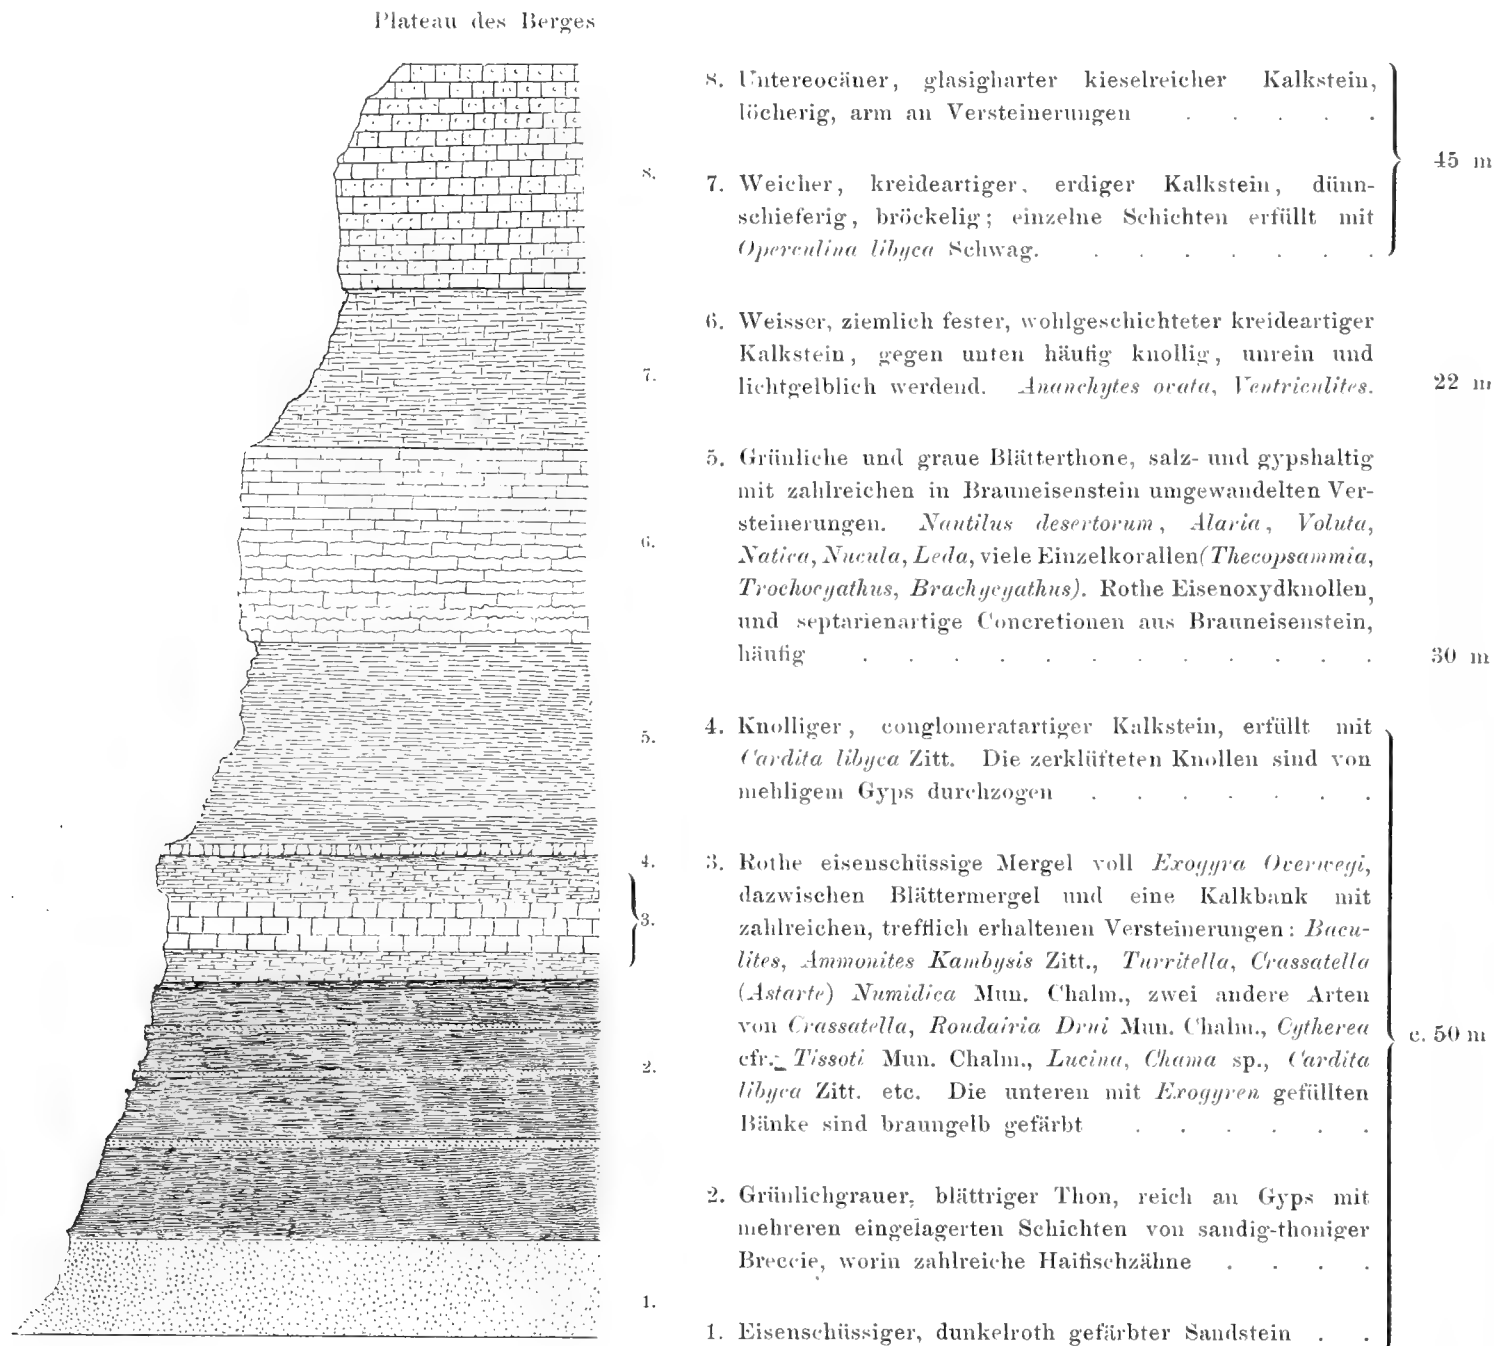 Plateau des Berges
8.
7.
6.
5.
4.
3.
2.
1.
8. Untereocäner, glasigharter kieselreicher Kalkstein,
löcherig, arm an Versteinerungen . . . . .
7. Weicher, kreideartiger, erdiger Kalkstein, dünn-
schieferig, bröckelig; einzelne Schichten erfüllt mit
Operculina libyca Schwag. . . . . . . .
45 m
6. Weisser, ziemlich fester, wohlgeschichteter kreideartiger
Kalkstein, gegen unten häufig knollig, unrein und
lichtgelblich werdend. Ananchytes ovata, Ventriculites. 22 m
5. Grünliche und graue Blätterthone, salz- und gypshaltig
mit zahlreichen in Brauneisenstein umgewandelten Ver-
steinerungen. Nautilus desertorum, Alaria, Voluta,
Natica, Nucula, Leda, viele Einzelkorallen (Thecopsammia,
Trochocyathus, Brachycyathus). Rothe Eisenoxydknollen,
und septarienartige Concretionen aus Brauneisenstein,
häufig . . . . . . . . . . 30 m
4. Knolliger, conglomeratartiger Kalkstein, erfüllt mit
Cardita libyca Zitt. Die zerklüfteten Knollen sind von
mehligem Gyps durchzogen . . . . . .
3. Rothe eisenschüssige Mergel voll Exogyra Overwegi,
dazwischen Blättermergel und eine Kalkbank mit
zahlreichen, trefflich erhaltenen Versteinerungen: Bacu-
lites, Ammonites Kambysis Zitt., Turritella, Crassatella
(Astarte) Numidica Mun. Chalm., zwei andere Arten
von Crassatella, Roudairia Drui Mun. Chalm., Cytherea
cfr. Tissoti Mun. Chalm., Lucina, Chama sp., Cardita
libyca Zitt. etc. Die unteren mit Exogyren gefüllten
Bänke sind braungelb gefärbt . . . . .
c. 50 m
2. Grünlichgrauer, blättriger Thon, reich an Gyps mit
mehreren eingelagerten Schichten von sandig-thoniger
Breccie, worin zahlreiche Haifischzähne . . . .
1. Eisenschüssiger, dunkelroth gefärbter Sandstein . .